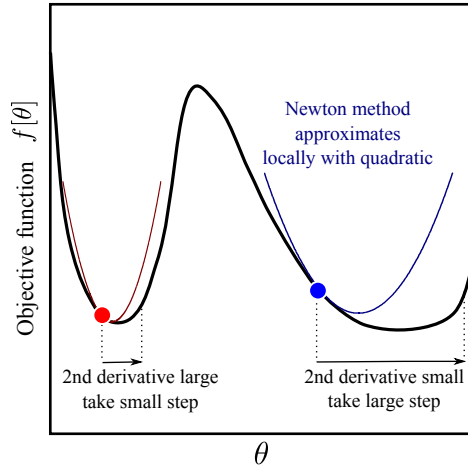 Objective function f[θ]
Newton method
approximates
locally with quadratic
2nd derivative large
take small step
2nd derivative small
take large step
θ